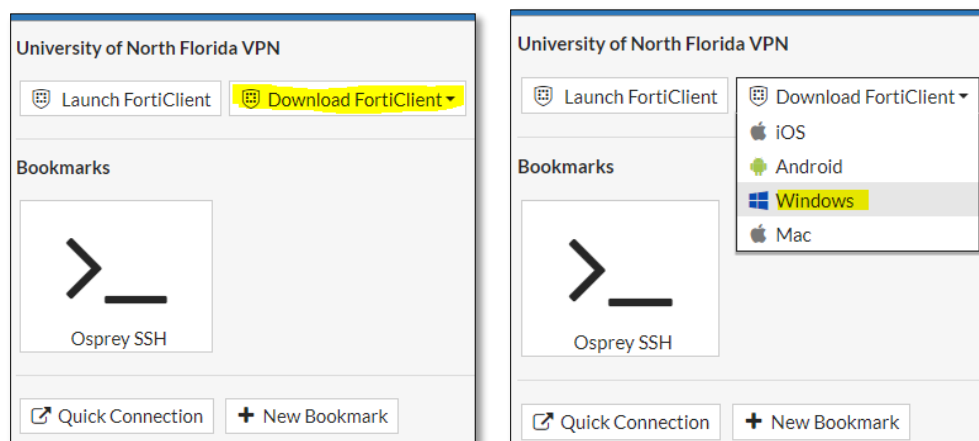 University of North Florida VPN
Launch FortiClient
Download FortiClient
Bookmarks
Osprey SSH
Quick Connection
New Bookmark
University of North Florida VPN
Launch FortiClient
Download FortiClient
iOS
Android
Windows
Mac
Bookmarks
Osprey SSH
Quick Connection
New Bookmark